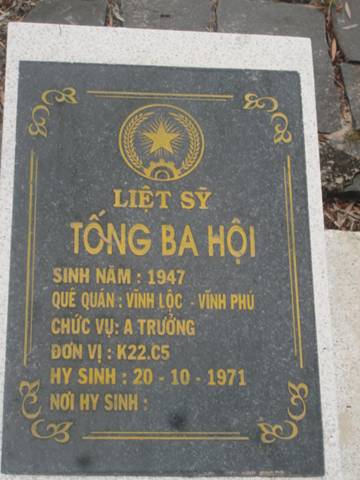 LIỆT SỸ
TỐNG BA HỘI
SINH NĂM : 1947
QUÊ QUÁN : VĨNH LỘC - VĨNH PHÚ
CHỨC VỤ: A TRƯỞNG
ĐƠN VỊ : K22.C5
HY SINH : 20 - 10 - 1971
NƠI HY SINH :